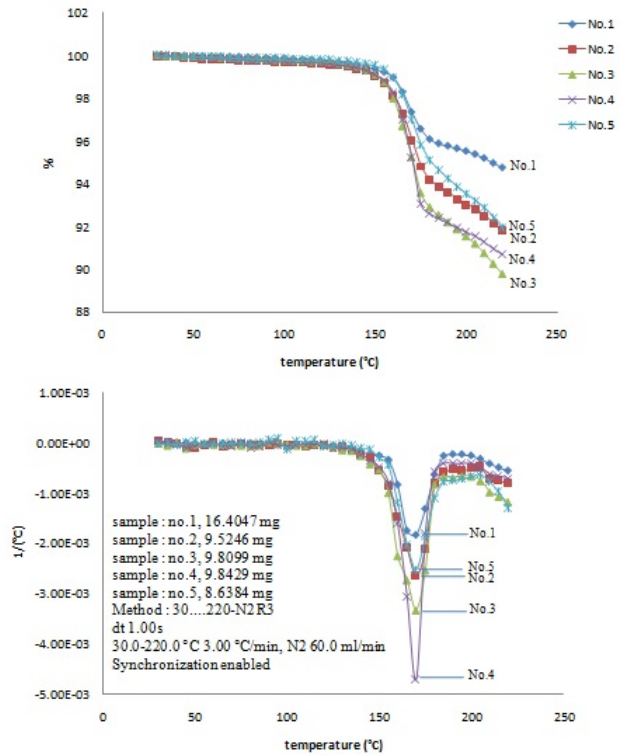 102
100
98
96
94
92
90
88
%
0
50
100
150
200
250
temperature (°C)
No.1
No.2
No.3
No.4
No.5
No.1
No.5
No.2
No.4
No.3
1.00E-03
0.00E+00
-1.00E-03
-2.00E-03
-3.00E-03
-4.00E-03
-5.00E-03
1/(°C)
sample : no.1, 16.4047 mg
sample : no.2, 9.5246 mg
sample : no.3, 9.8099 mg
sample : no.4, 9.8429 mg
sample : no.5, 8.6384 mg
Method : 30....220-N2 R3
dt 1.00s
30.0-220.0 °C 3.00 °C/min, N2 60.0 ml/min
Synchronization enabled
No.1
No.5
No.2
No.3
No.4
0
50
100
150
200
250
temperature (°C)